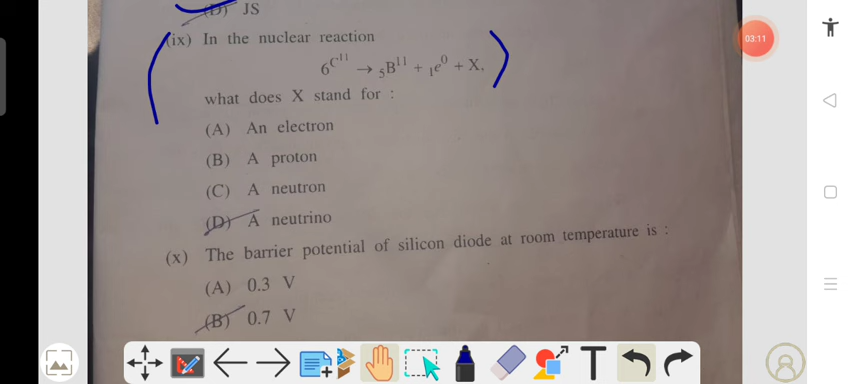 (D) JS
03:11
(ix) In the nuclear reaction
6C¹¹ → ₅B¹¹ + ₁e⁰ + X,
what does X stand for :
(A) An electron
(B) A proton
(C) A neutron
(D) A neutrino
(x) The barrier potential of silicon diode at room temperature is :
(A) 0.3 V
(B) 0.7 V
T